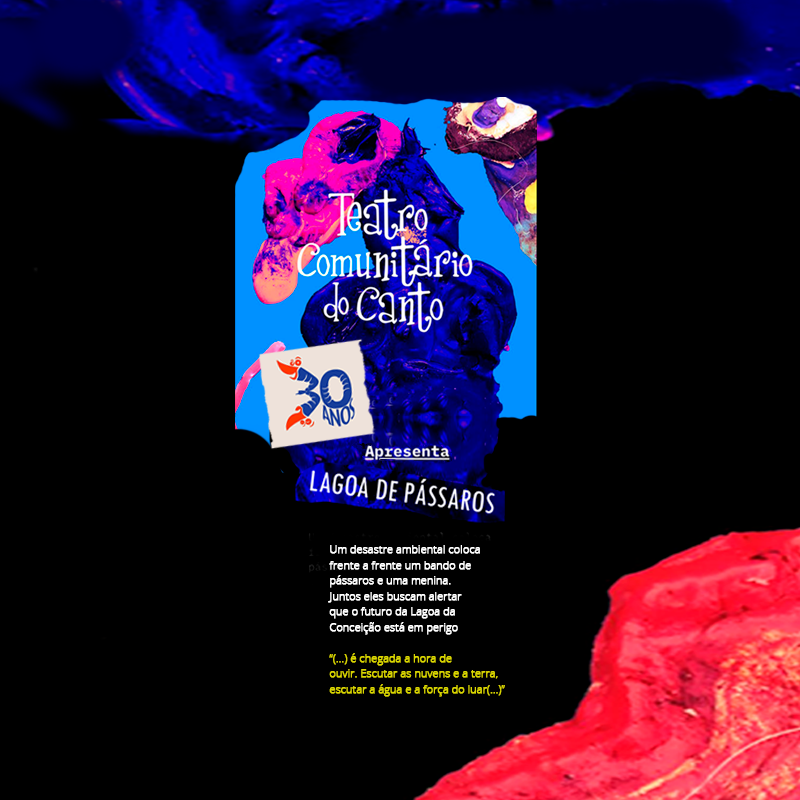 Teatro
Comunitário
do Canto
30
ANOS
Apresenta
LAGOA DE PÁSSAROS
Um desastre ambiental coloca
frente a frente um bando de
pássaros e uma menina.
Juntos eles buscam alertar
que o futuro da Lagoa da
Conceição está em perigo
“(...) é chegada a hora de
ouvir. Escutar as nuvens e a terra,
escutar a água e a força do luar(...)”